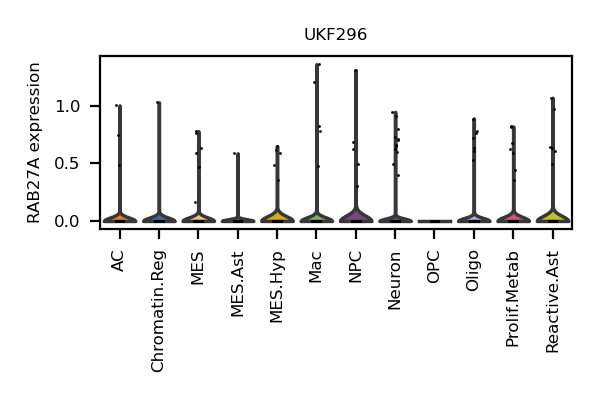 UKF296
RAB27A expression
1.0
0.5
0.0
AC
Chromatin.Reg
MES
MES.Ast
MES.Hyp
Mac
NPC
Neuron
OPC
Oligo
Prolif.Metab
Reactive.Ast